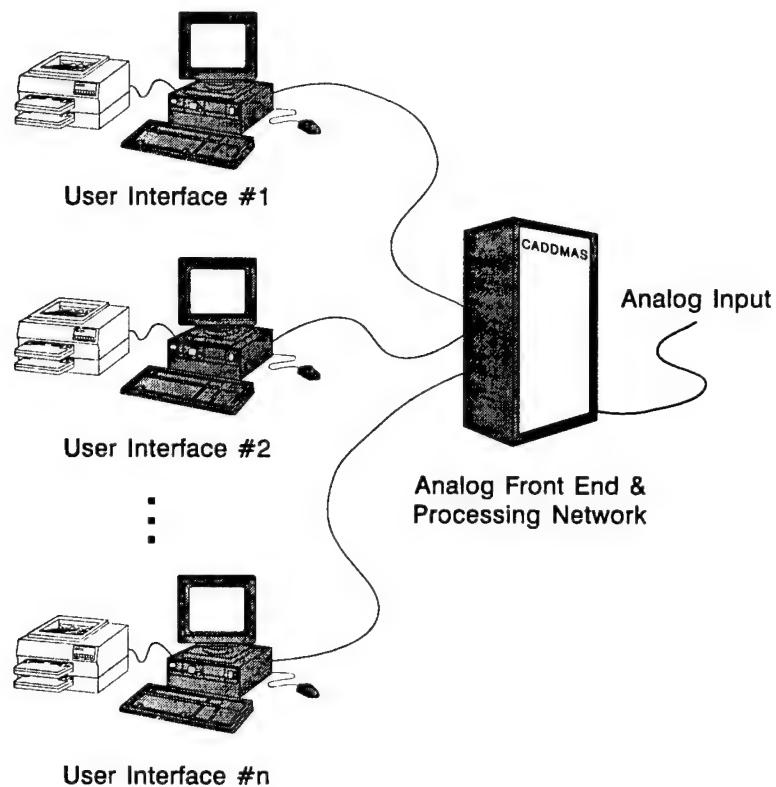 User Interface #1
CADDMAS
Analog Input
User Interface #2
Analog Front End &
Processing Network
User Interface #n